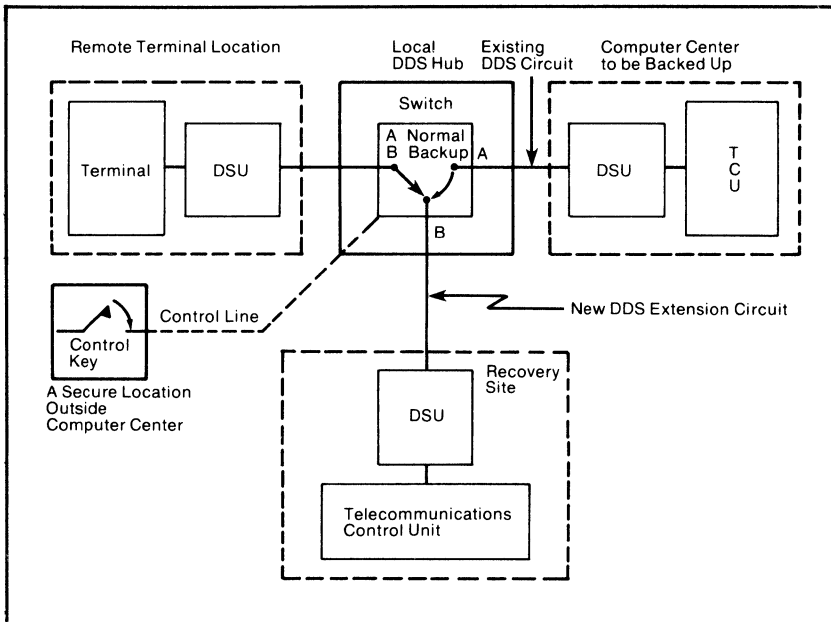 Remote Terminal Location
Local
DDS Hub
Existing
DDS Circuit
Computer Center
to be Backed Up
Switch
A Normal
B Backup
A
B
Terminal
DSU
DSU
T
C
U
Control Line
Control
Key
A Secure Location
Outside
Computer Center
New DDS Extension Circuit
Recovery
Site
DSU
Telecommunications
Control Unit